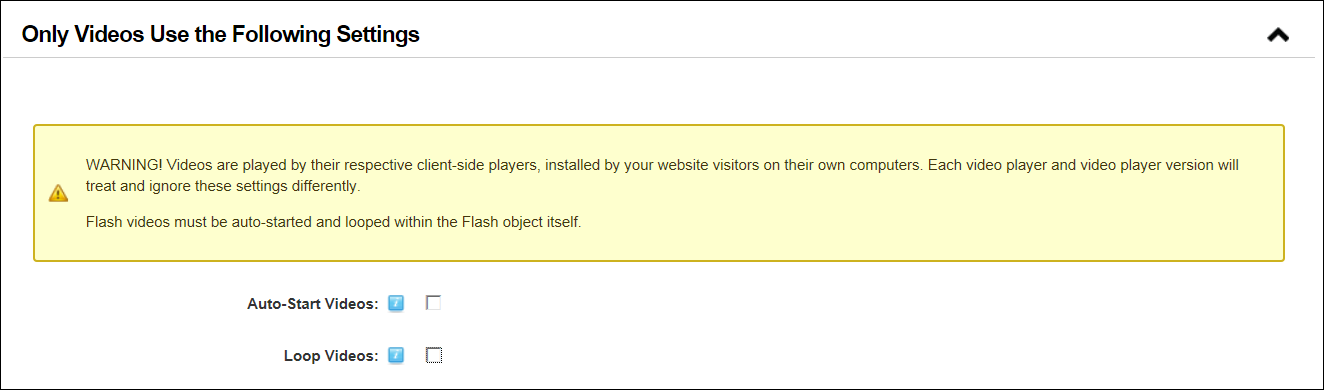 Only Videos Use the Following Settings
WARNING! Videos are played by their respective client-side players, installed by your website visitors on their own computers. Each video player and video player version will
treat and ignore these settings differently.
Flash videos must be auto-started and looped within the Flash object itself.
Auto-Start Videos:
Loop Videos: